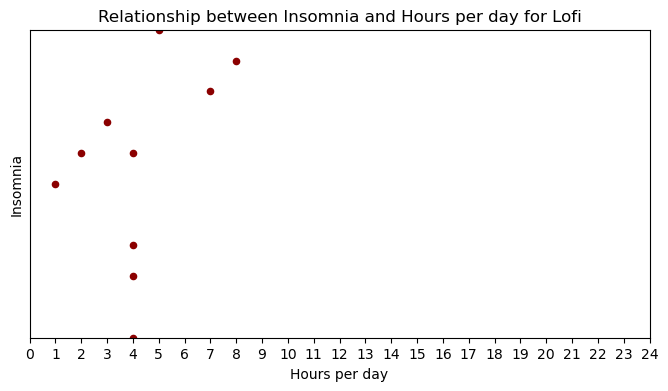 Relationship between Insomnia and Hours per day for Lofi
Insomnia
0 1 2 3 4 5 6 7 8 9 10 11 12 13 14 15 16 17 18 19 20 21 22 23 24
Hours per day